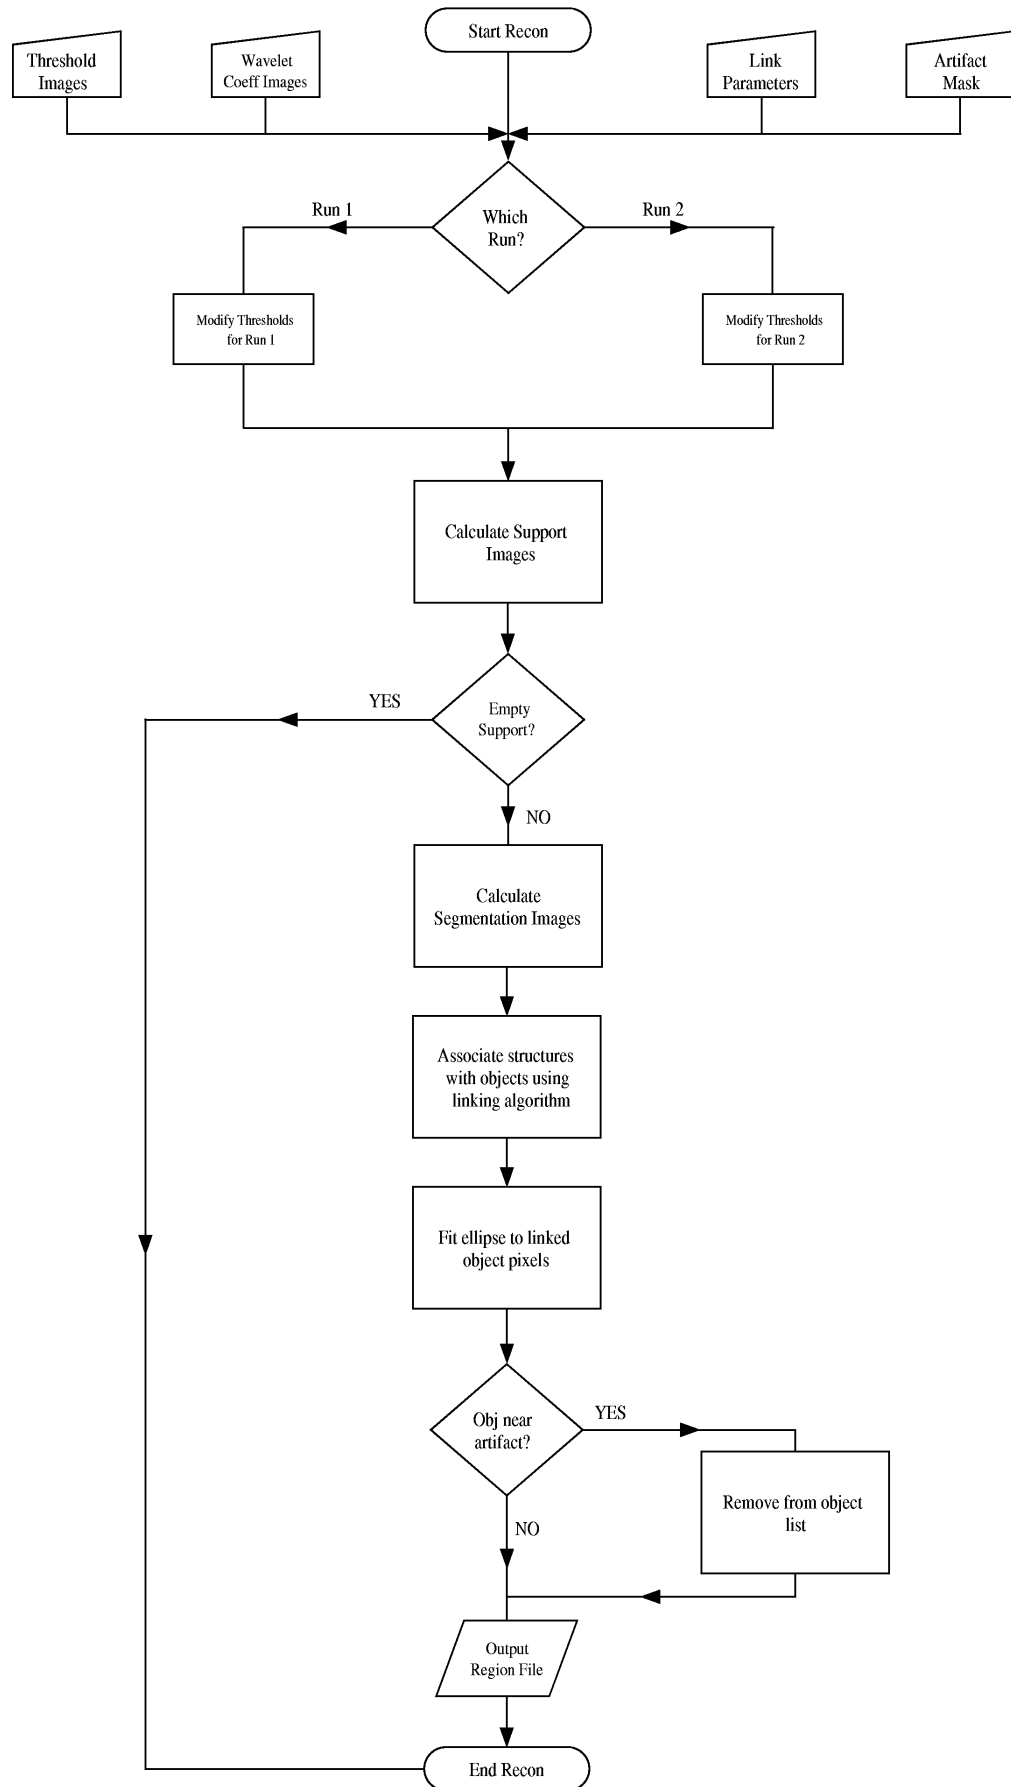 Start Recon
Threshold
Images
Wavelet
Coeff Images
Link
Parameters
Artifact
Mask
Which
Run?
Run 1
Run 2
Modify Thresholds
for Run 1
Modify Thresholds
for Run 2
Calculate Support
Images
Empty
Support?
YES
NO
Calculate
Segmentation Images
Associate structures
with objects using
linking algorithm
Fit ellipse to linked
object pixels
Obj near
artifact?
YES
Remove from object
list
NO
Output
Region File
End Recon